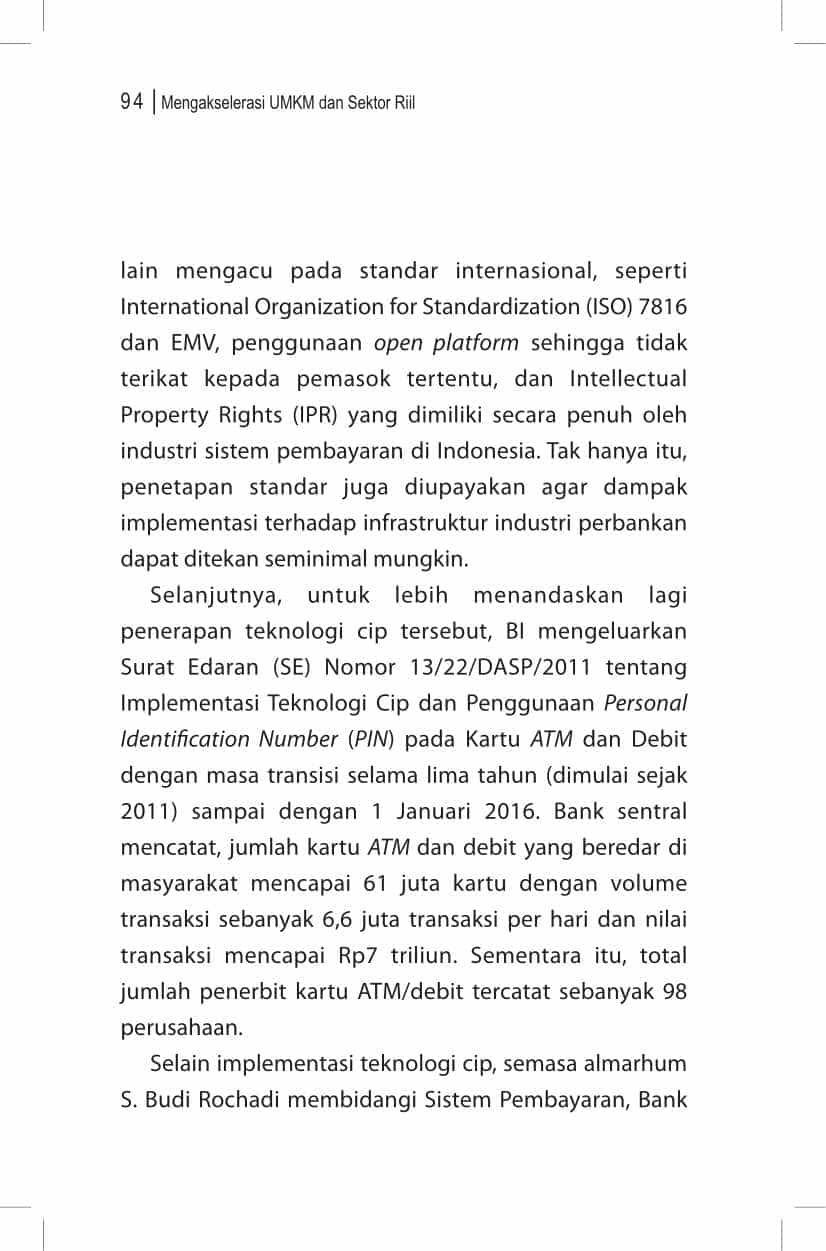 94 | Mengakselerasi UMKM dan Sektor Riil
lain mengacu pada standar internasional, seperti
International Organization for Standardization (ISO) 7816
dan EMV, penggunaan open platform sehingga tidak
terikat kepada pemasok tertentu, dan Intellectual
Property Rights (IPR) yang dimiliki secara penuh oleh
industri sistem pembayaran di Indonesia. Tak hanya itu,
penetapan standar juga diupayakan agar dampak
implementasi terhadap infrastruktur industri perbankan
dapat ditekan seminimal mungkin.
Selanjutnya, untuk lebih menandaskan lagi
penerapan teknologi cip tersebut, BI mengeluarkan
Surat Edaran (SE) Nomor 13/22/DASP/2011 tentang
Implementasi Teknologi Cip dan Penggunaan Personal
Identification Number (PIN) pada Kartu ATM dan Debit
dengan masa transisi selama lima tahun (dimulai sejak
2011) sampai dengan 1 Januari 2016. Bank sentral
mencatat, jumlah kartu ATM dan debit yang beredar di
masyarakat mencapai 61 juta kartu dengan volume
transaksi sebanyak 6,6 juta transaksi per hari dan nilai
transaksi mencapai Rp7 triliun. Sementara itu, total
jumlah penerbit kartu ATM/debit tercatat sebanyak 98
perusahaan.
Selain implementasi teknologi cip, semasa almarhum
S. Budi Rochadi membidangi Sistem Pembayaran, Bank